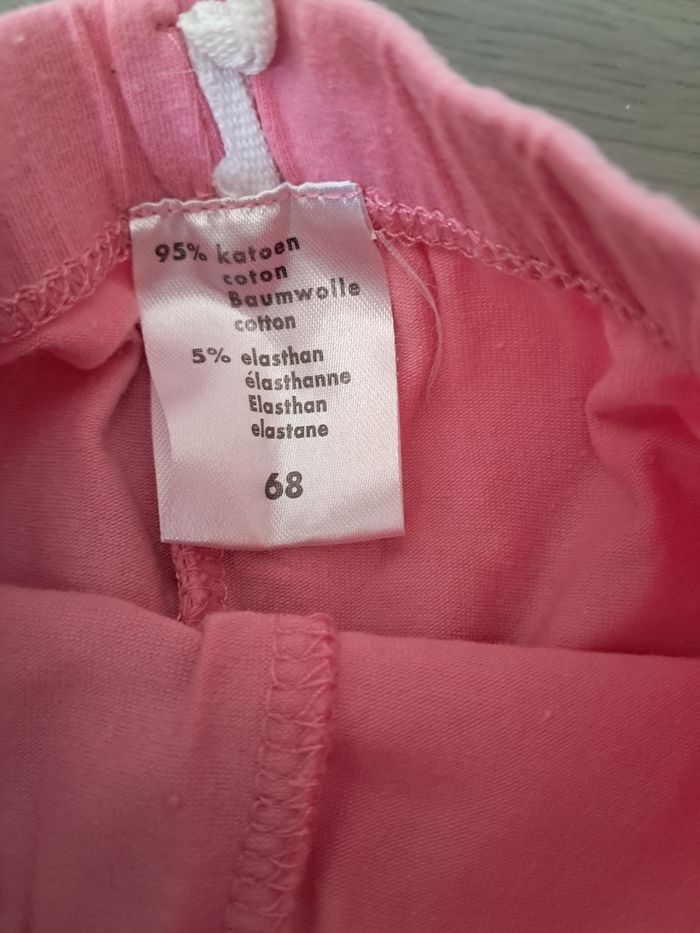 95% katoen
coton
Baumwolle
cotton
5% elasthan
élasthanne
Elasthan
elastane
68